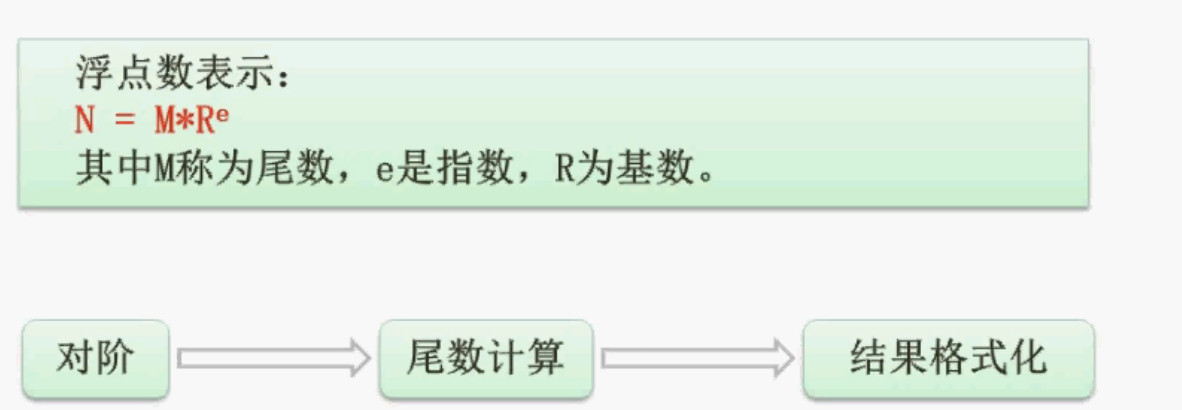 浮点数表示：
N = M*Rᵉ
其中M称为尾数，e是指数，R为基数。
对阶 尾数计算 结果格式化